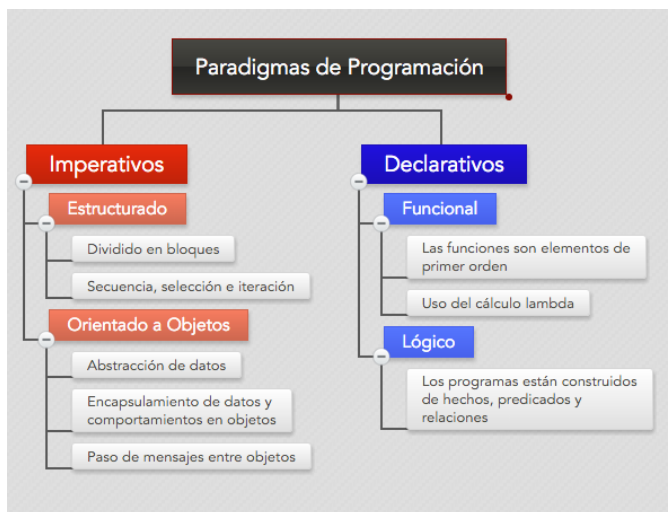 Paradigmas de Programación
Imperativos
Estructurado
Dividido en bloques
Secuencia, selección e iteración
Orientado a Objetos
Abstracción de datos
Encapsulamiento de datos y
comportamientos en objetos
Paso de mensajes entre objetos
Declarativos
Funcional
Las funciones son elementos de
primer orden
Uso del cálculo lambda
Lógico
Los programas están construidos
de hechos, predicados y
relaciones